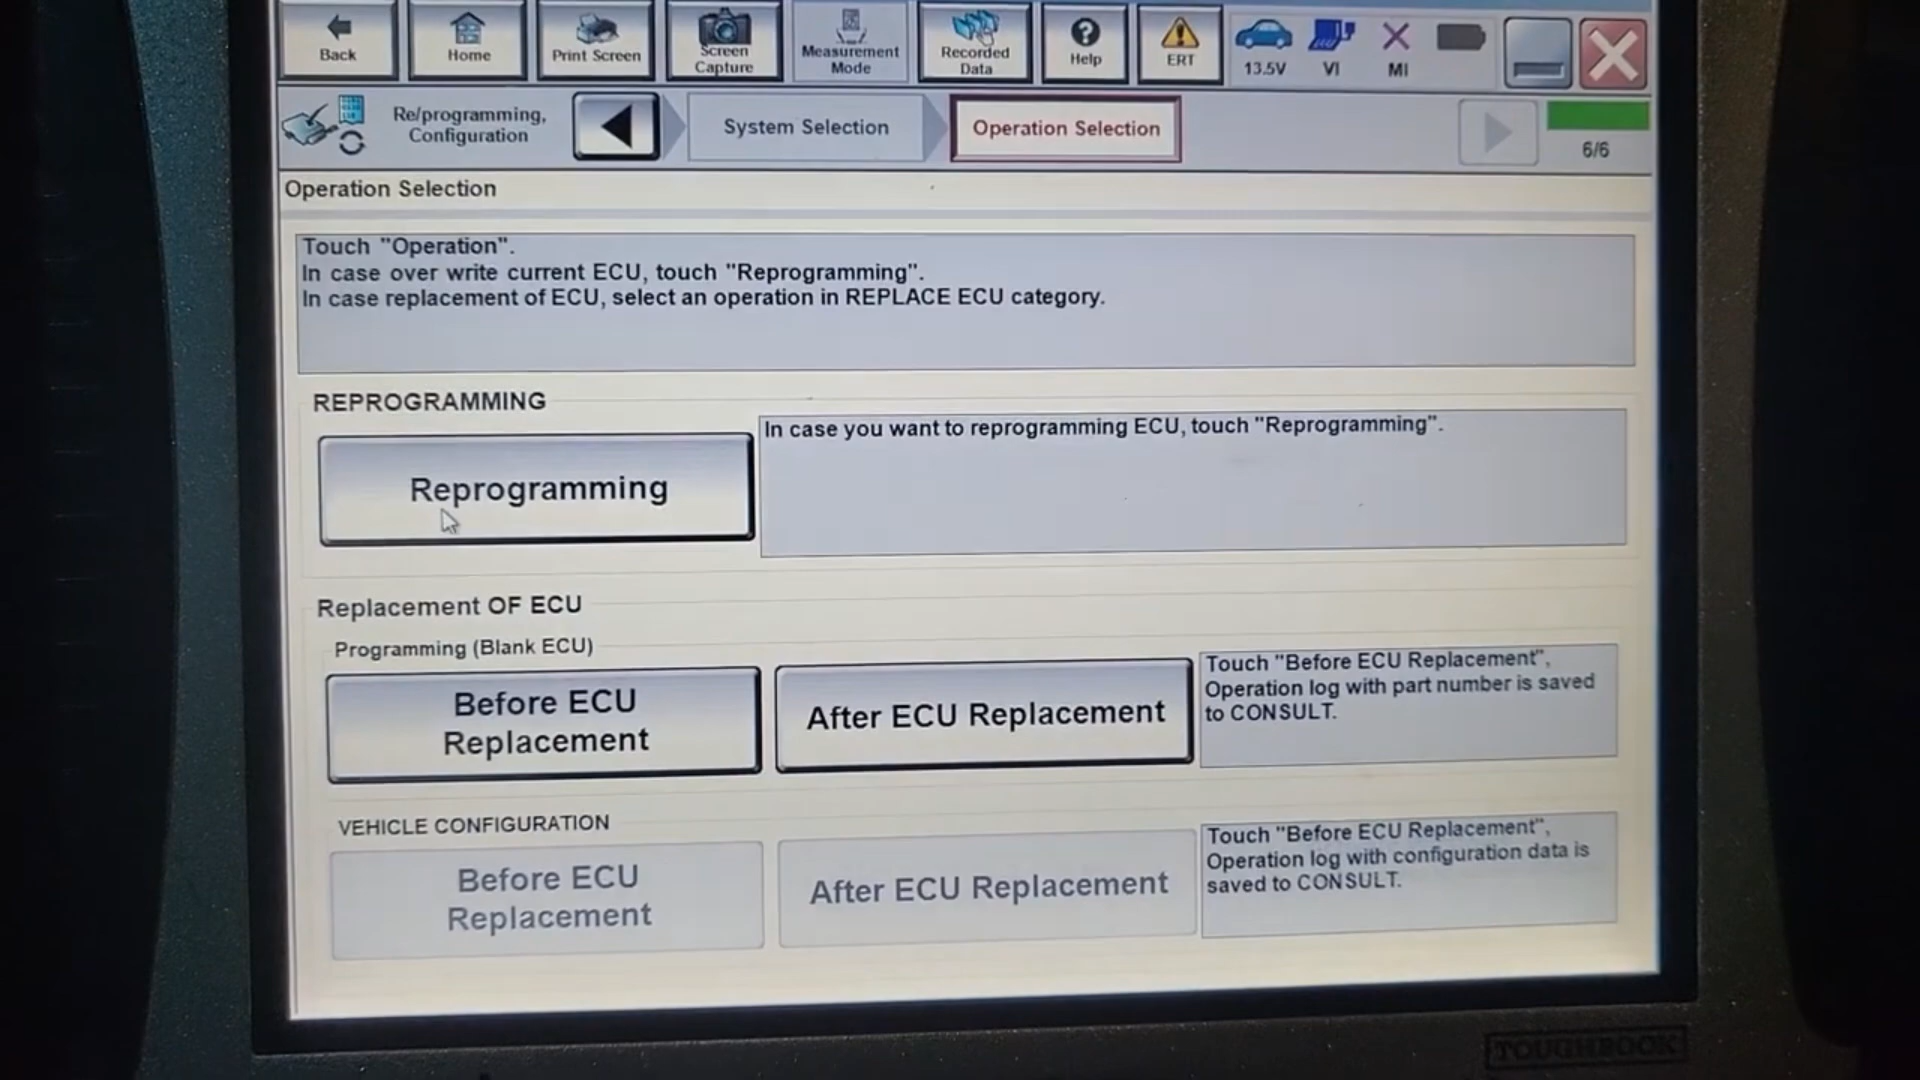 Back
Home
Print Screen
Screen
Capture
Measurement
Mode
Recorded
Data
Help
ERT
13.5V
VI
MI
Re/programming,
Configuration
System Selection
Operation Selection
6/6
Operation Selection
Touch "Operation".
In case over write current ECU, touch "Reprogramming".
In case replacement of ECU, select an operation in REPLACE ECU category.
REPROGRAMMING
Reprogramming
In case you want to reprogramming ECU, touch "Reprogramming".
Replacement OF ECU
Programming (Blank ECU)
Before ECU
Replacement
After ECU Replacement
Touch "Before ECU Replacement",
Operation log with part number is saved
to CONSULT.
VEHICLE CONFIGURATION
Before ECU
Replacement
After ECU Replacement
Touch "Before ECU Replacement",
Operation log with configuration data is
saved to CONSULT.
TOUGHBOOK